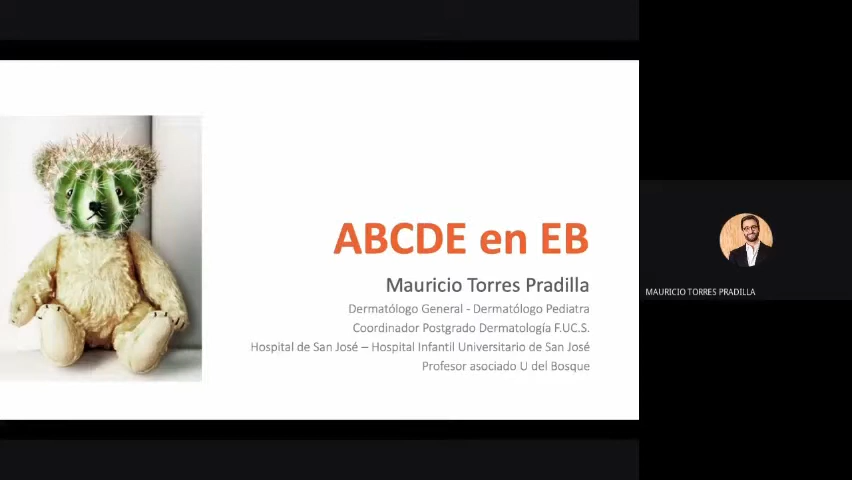 ABCDE en EB
Mauricio Torres Pradilla
Dermatólogo General - Dermatólogo Pediatra
Coordinador Postgrado Dermatología F.UC.S.
Hospital de San José – Hospital Infantil Universitario de San José
Profesor asociado U del Bosque
MAURICIO TORRES PRADILLA